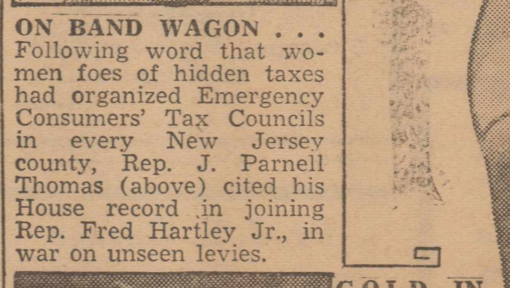 ON BAND WAGON . . .
Following word that wo-
men foes of hidden taxes
had organized Emergency
Consumers' Tax Councils
in every New Jersey
county, Rep. J. Parnell
Thomas (above) cited his
House record in joining
Rep. Fred Hartley Jr., in
war on unseen levies.
GOLD IN